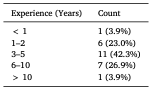 Experience (Years) Count
< 1 1 (3.9%)
1–2 6 (23.0%)
3–5 11 (42.3%)
6–10 7 (26.9%)
> 10 1 (3.9%)